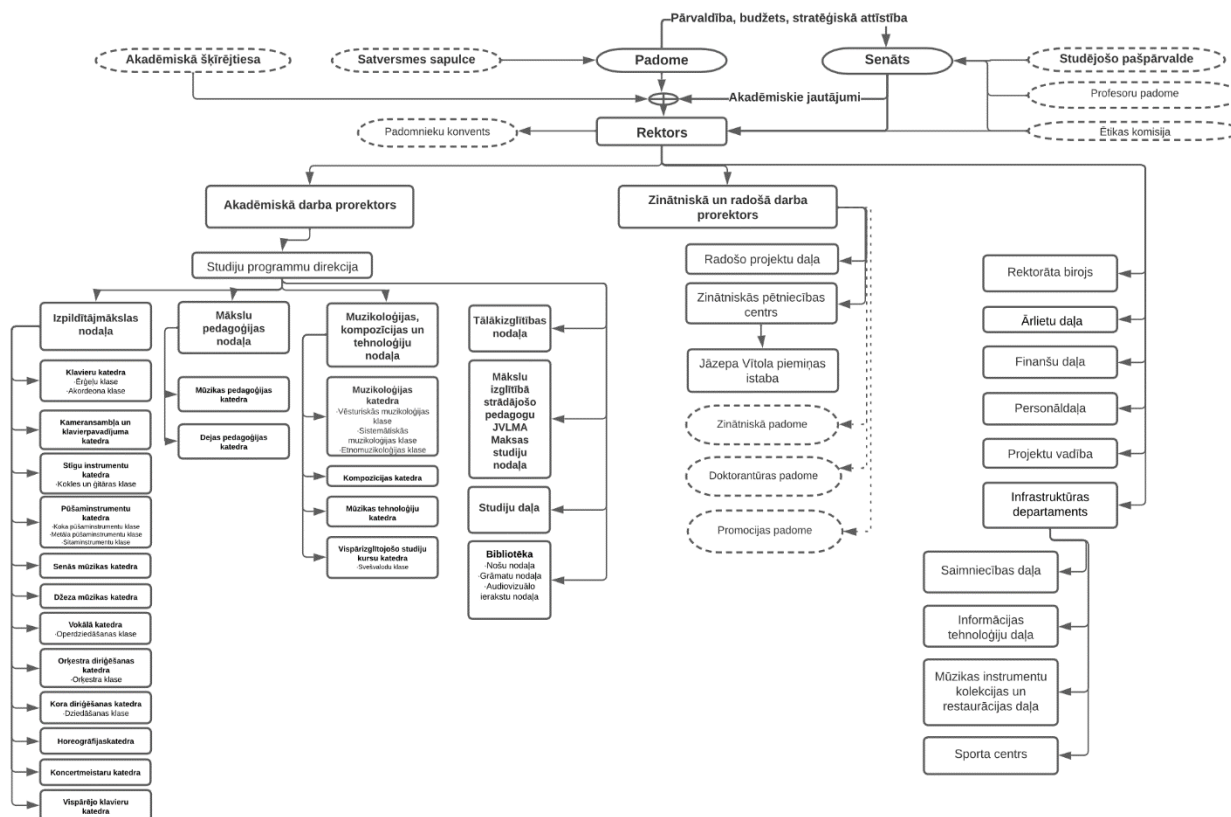 Pārvaldība, budžets, stratēģiskā attīstība
Akadēmiskā šķīrējtiesa
Satversmes sapulce
Padome
Senāts
Studējošo pašpārvalde
Akadēmiskie jautājumi
Profesoru padome
Padomnieku konvents
Rektors
Ētikas komisija
Akadēmiskā darba prorektors
Zinātniskā un radošā darba
prorektors
Studiju programmu direkcija
Izpildītājmākslas
nodaļa
Klavieru katedra
-Ērģeļu klase
-Akordeona klase
Kameransambļa un
klavierpavadījuma
katedra
Stīgu instrumentu
katedra
-Kokles un ģitāras klase
Pūšaminstrumentu
katedra
-Koka pūšaminstrumentu klase
-Metāla pūšaminstrumentu klase
-Sitaminstrumentu klase
Senās mūzikas katedra
Džeza mūzikas katedra
Vokālā katedra
-Operdziedāšanas klase
Orķestra diriģēšanas
katedra
-Orķestra klase
Kora diriģēšanas katedra
-Dziedāšanas klase
Horeogrāfijaskatedra
Koncertmeistaru katedra
Vispārējo klavieru
katedra
Mākslu
pedagoģijas
nodaļa
Mūzikas pedagoģijas
katedra
Dejas pedagoģijas
katedra
Muzikoloģijas,
kompozīcijas un
tehnoloģiju
nodaļa
Muzikoloģijas
katedra
-Vēsturiskās muzikoloģijas
klase
-Sistemātiskās
muzikoloģijas klase
-Etnomuzikoloģijas klase
Kompozīcijas katedra
Mūzikas tehnoloģiju
katedra
Vispārizglītojošo studiju
kursu katedra
-Svešvalodu klase
Tālākizglītības
nodaļa
Mākslu
izglītībā
strādājošo
pedagogu
JVLMA
Maksas
studiju
nodaļa
Studiju daļa
Bibliotēka
-Nošu nodaļa
-Grāmatu nodaļa
-Audiovizuālo
ierakstu nodaļa
Radošo projektu daļa
Zinātniskās pētniecības
centrs
Jāzepa Vītola piemiņas
istaba
Zinātniskā padome
Doktorantūras padome
Promocijas padome
Rektorāta birojs
Ārlietu daļa
Finanšu daļa
Personāldaļa
Projektu vadība
Infrastruktūras
departaments
Saimniecības daļa
Informācijas
tehnoloģiju daļa
Mūzikas instrumentu
kolekcijas un
restaurācijas daļa
Sporta centrs